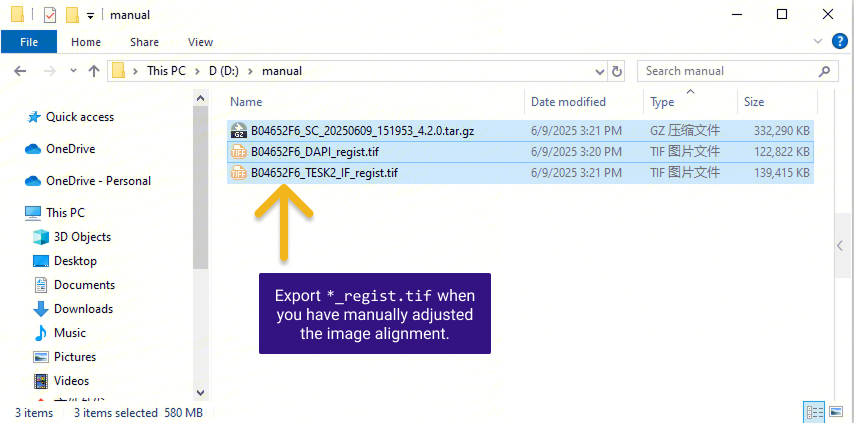 manual
File Home Share View
This PC D (D:) manual
Search manual
Name Date modified Type Size
B04652F6_SC_20250609_151953_4.2.0.tar.gz 6/9/2025 3:21 PM GZ 压缩文件 332,290 KB
B04652F6_DAPI_regist.tif 6/9/2025 3:20 PM TIF 图片文件 122,822 KB
B04652F6_TESK2_IF_regist.tif 6/9/2025 3:21 PM TIF 图片文件 139,415 KB
Quick access
OneDrive
OneDrive - Personal
This PC
3D Objects
Desktop
Documents
Downloads
Music
Pictures
Videos
Export *_regist.tif when
you have manually adjusted
the image alignment.
3 items 3 items selected 580 MB